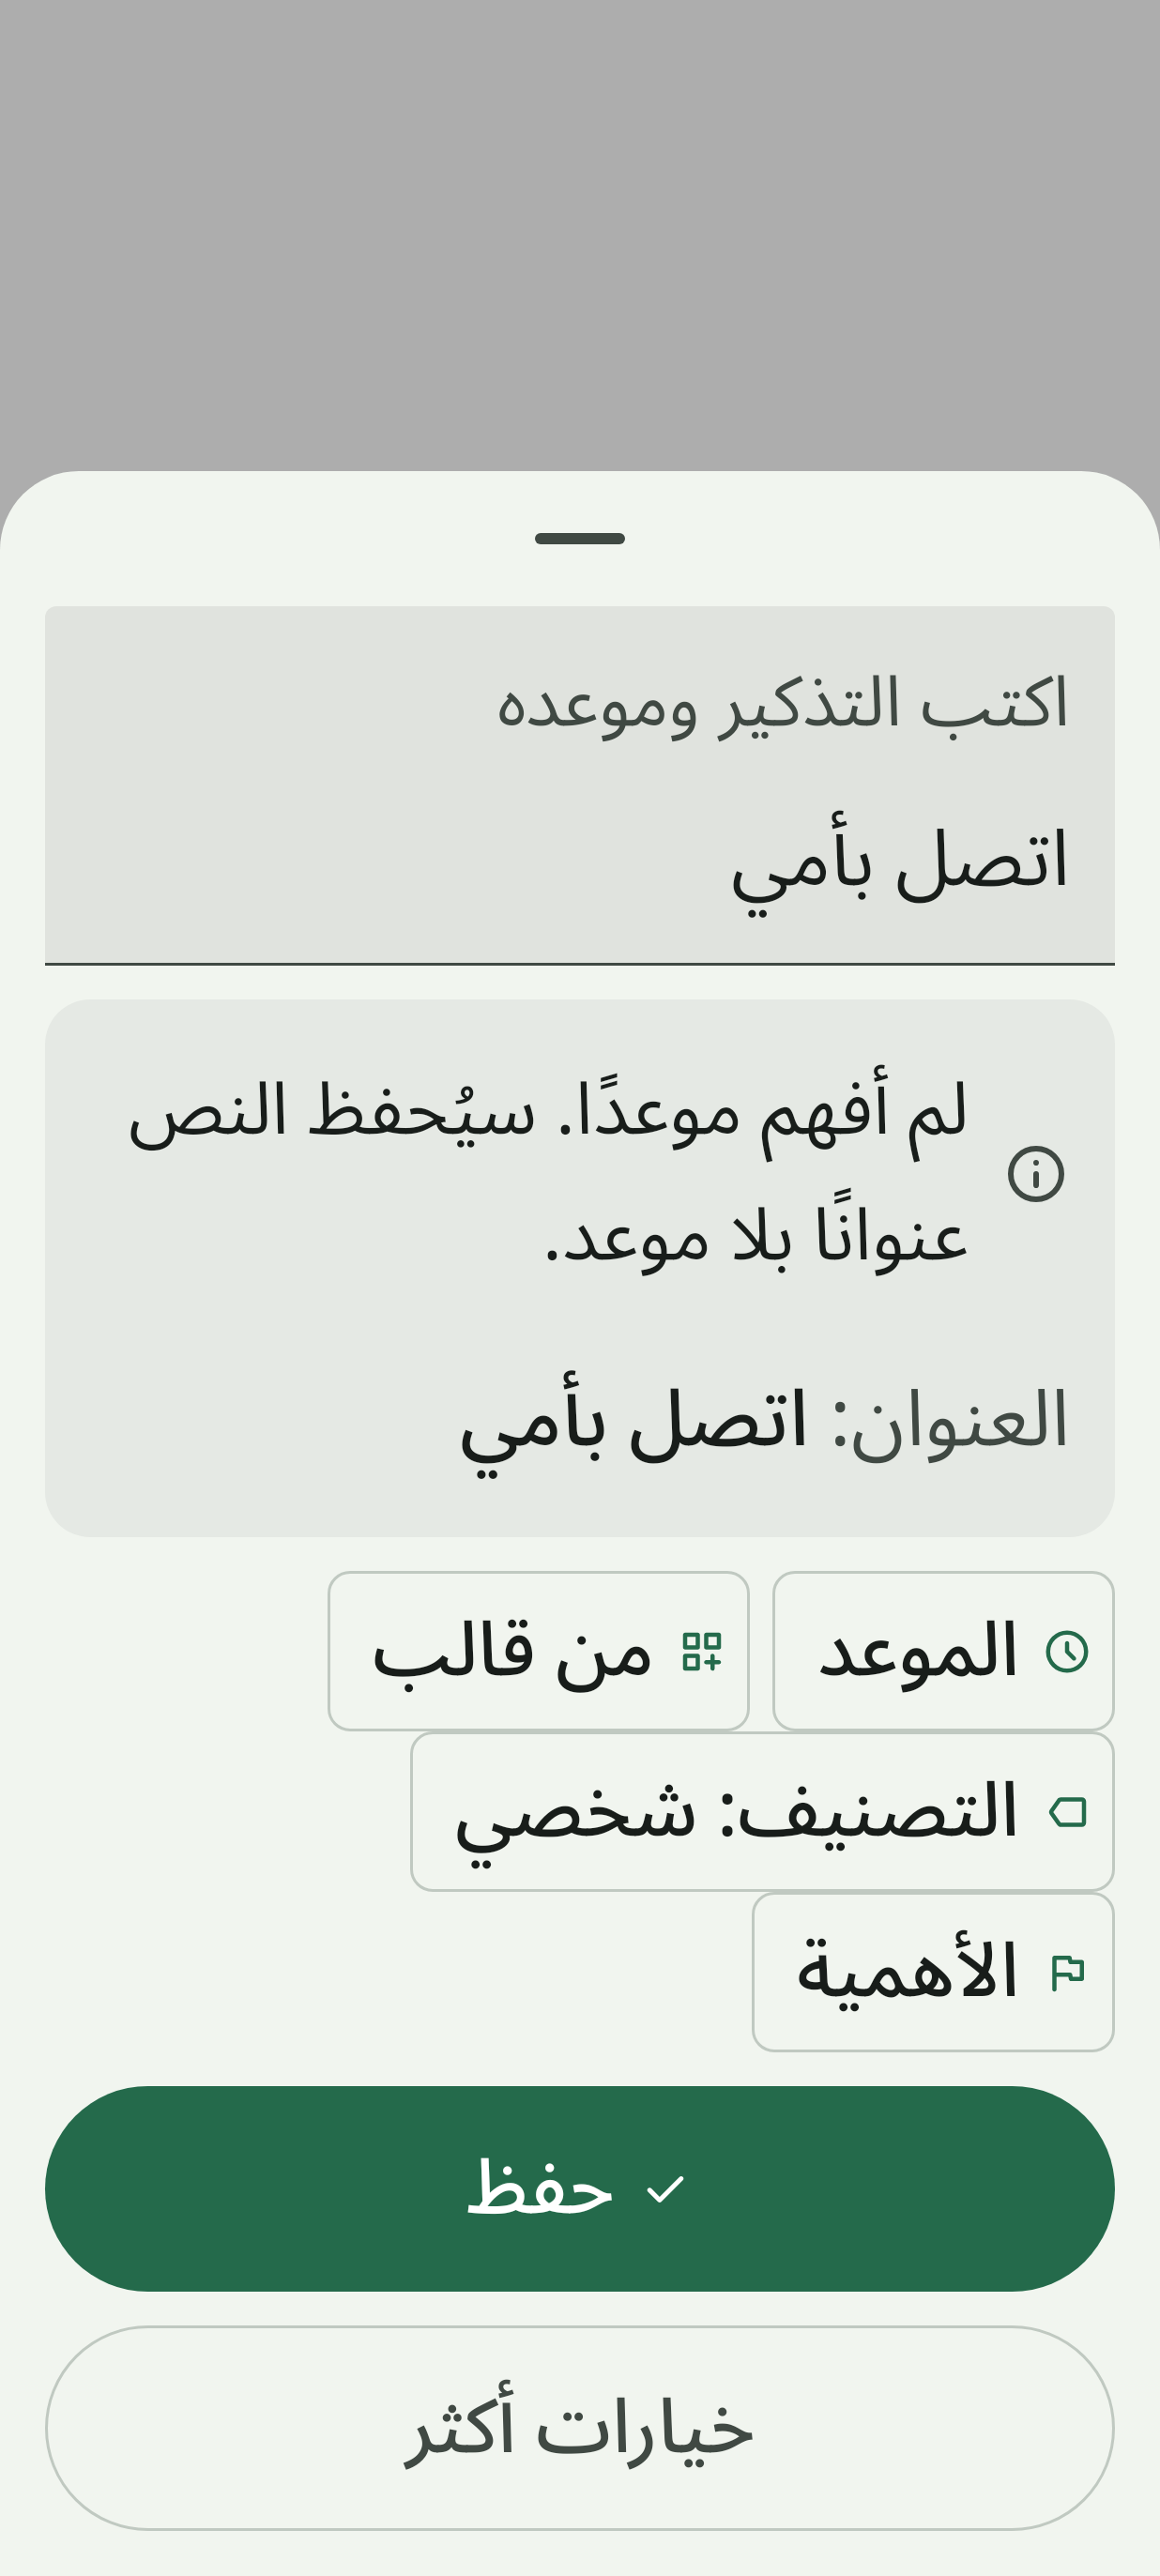 اكتب التذكير وموعده
اتصل بأمي
لم أفهم موعدًا. سيُحفظ النص
عنوانًا بلا موعد.
العنوان: اتصل بأمي
الموعد
من قالب
التصنيف: شخصي
الأهمية
حفظ
خيارات أكثر